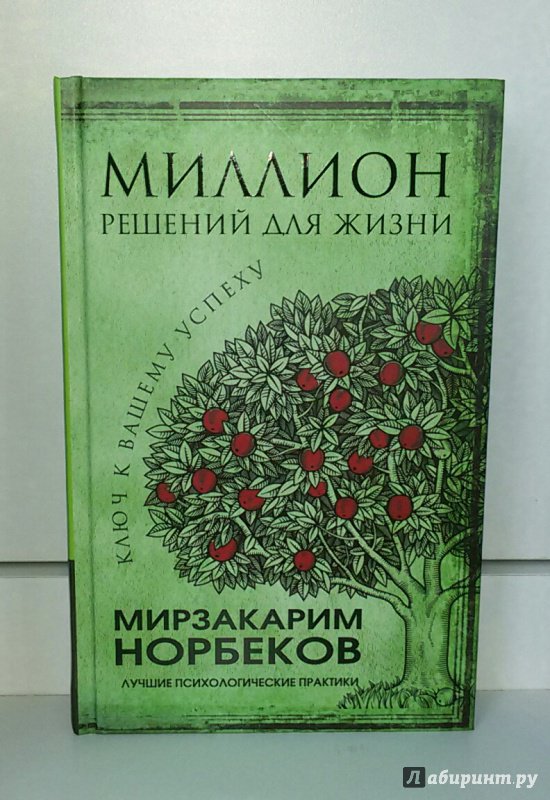 МИЛЛИОН
РЕШЕНИЙ ДЛЯ ЖИЗНИ
КЛЮЧ К ВАШЕМУ УСПЕХУ
МИРЗАКАРИМ
НОРБЕКОВ
ЛУЧШИЕ ПСИХОЛОГИЧЕСКИЕ ПРАКТИКИ
Лабиринт.ру